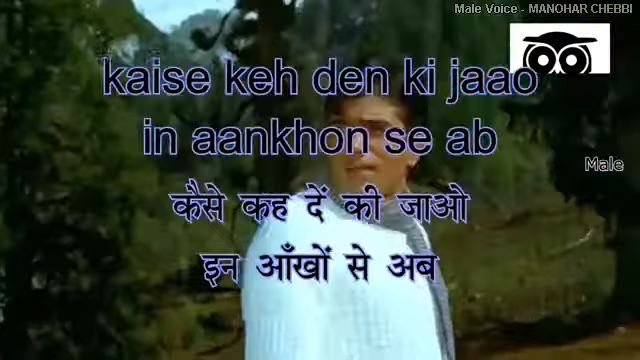 Male Voice - MANOHAR CHEBBI
kaise keh den ki jaao
in aankhon se ab
Male
कैसे कह दें की जाओ
इन आँखों से अब